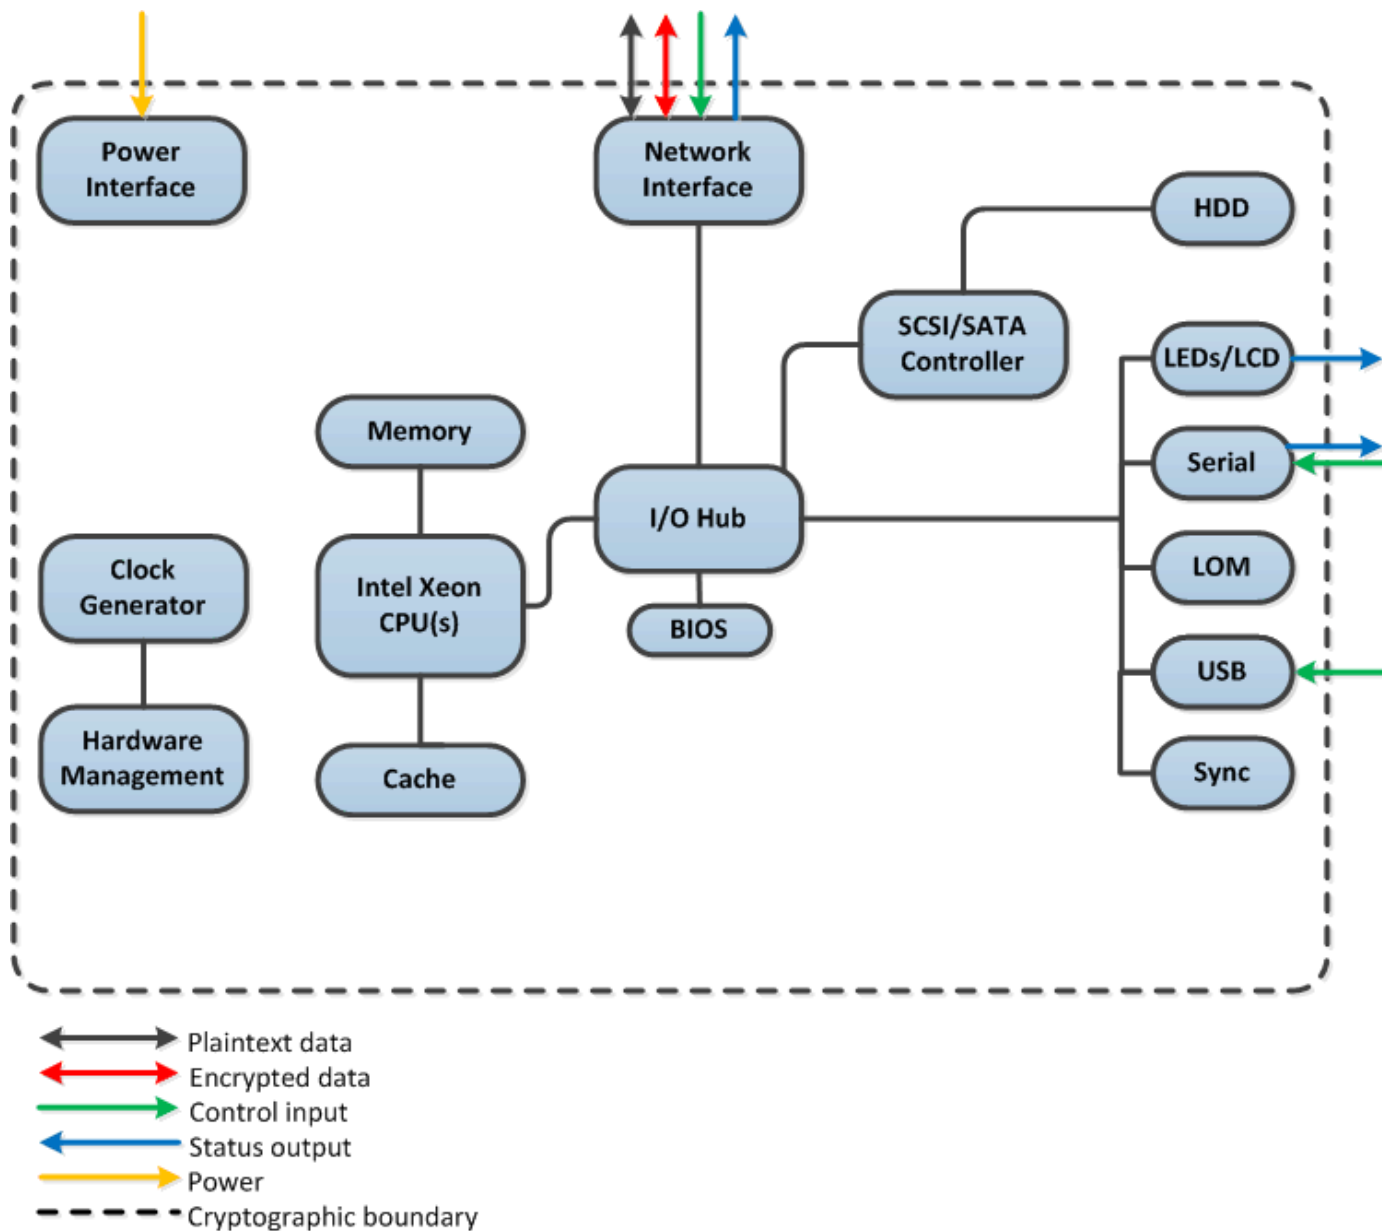 Power
Interface
Network
Interface
HDD
SCSI/SATA
Controller
LEDs/LCD
Memory
Serial
I/O Hub
Clock
Generator
Intel Xeon
CPU(s)
LOM
BIOS
USB
Hardware
Management
Cache
Sync
Plaintext data
Encrypted data
Control input
Status output
Power
Cryptographic boundary